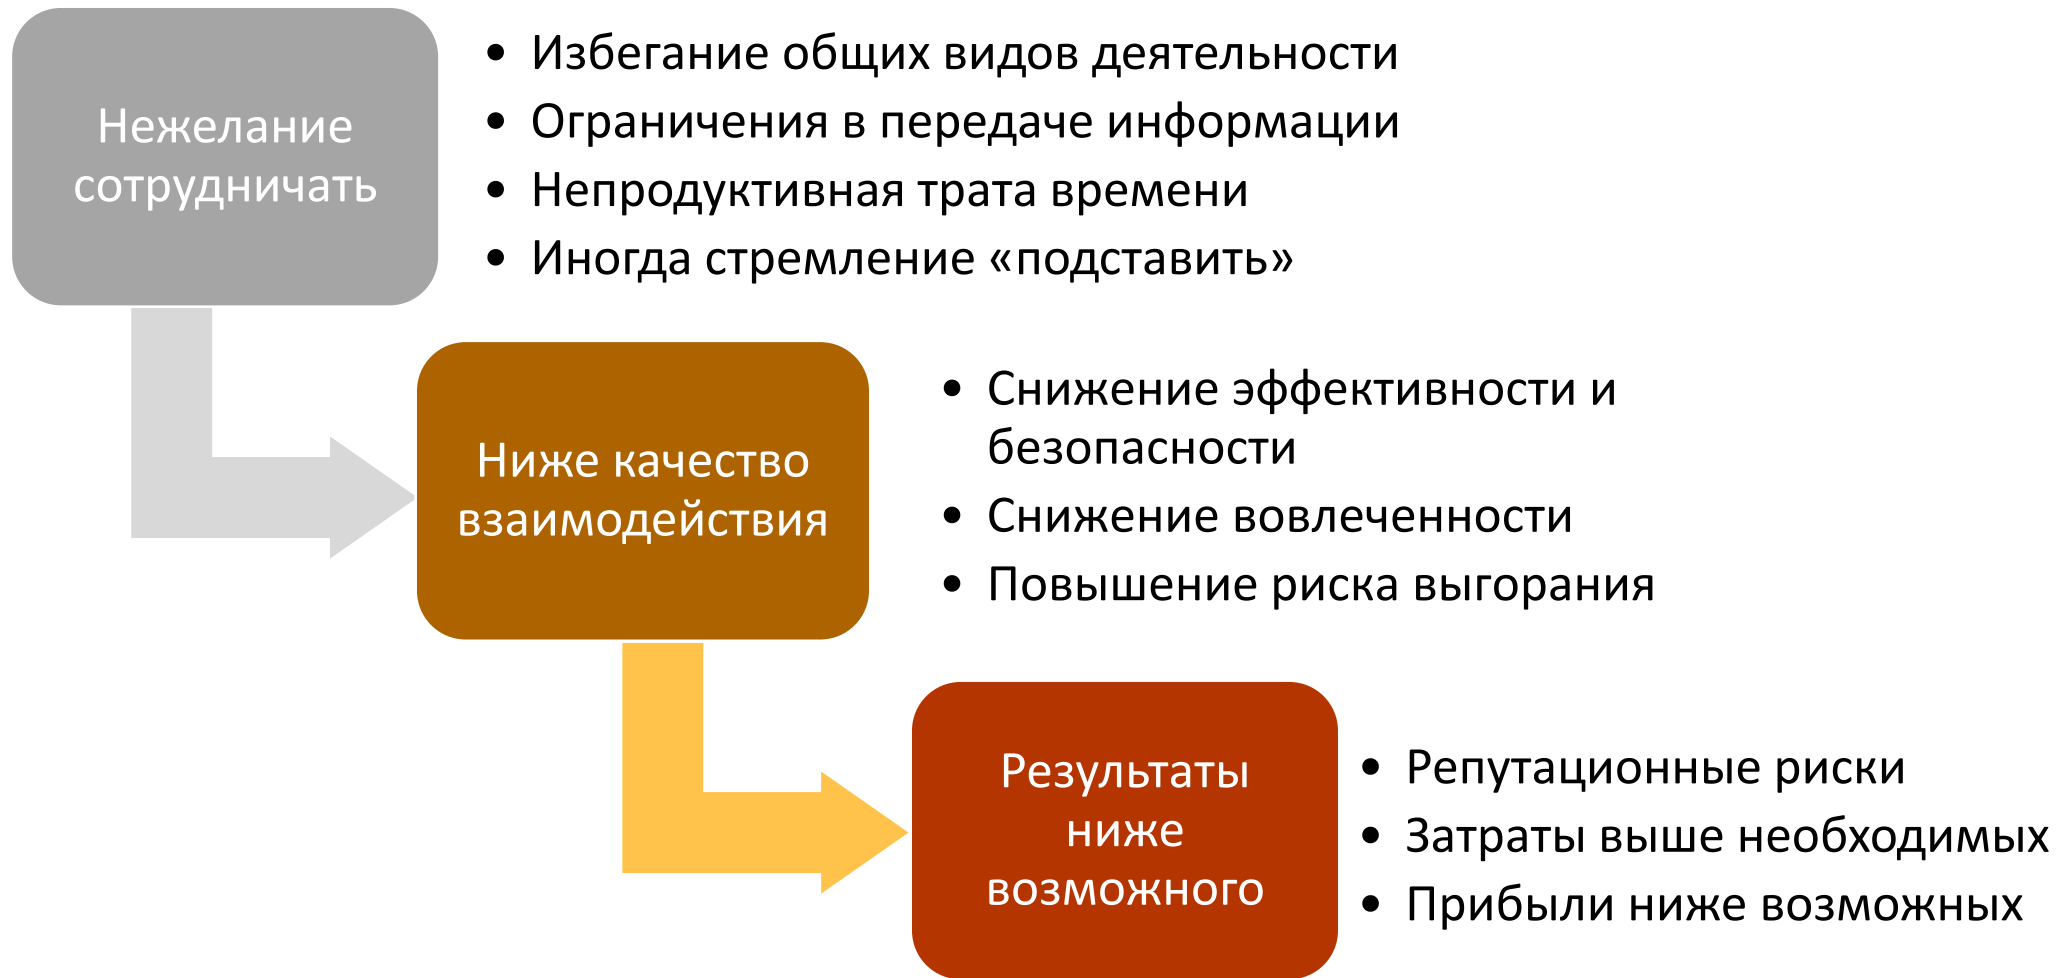 Нежелание
сотрудничать
• Избегание общих видов деятельности
• Ограничения в передаче информации
• Непродуктивная трата времени
• Иногда стремление «подставить»
Ниже качество
взаимодействия
• Снижение эффективности и
безопасности
• Снижение вовлеченности
• Повышение риска выгорания
Результаты
ниже
возможного
• Репутационные риски
• Затраты выше необходимых
• Прибыли ниже возможных